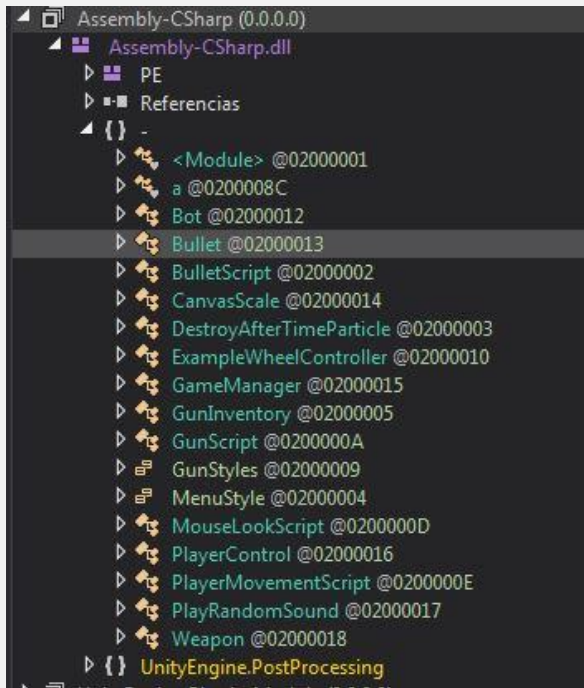 Assembly-CSharp (0.0.0.0)
Assembly-CSharp.dll
PE
Referencias
{} -
<Module> @02000001
a @0200008C
Bot @02000012
Bullet @02000013
BulletScript @02000002
CanvasScale @02000014
DestroyAfterTimeParticle @02000003
ExampleWheelController @02000010
GameManager @02000015
GunInventory @02000005
GunScript @0200000A
GunStyles @02000009
MenuStyle @02000004
MouseLookScript @0200000D
PlayerControl @02000016
PlayerMovementScript @0200000E
PlayRandomSound @02000017
Weapon @02000018
{} UnityEngine.PostProcessing